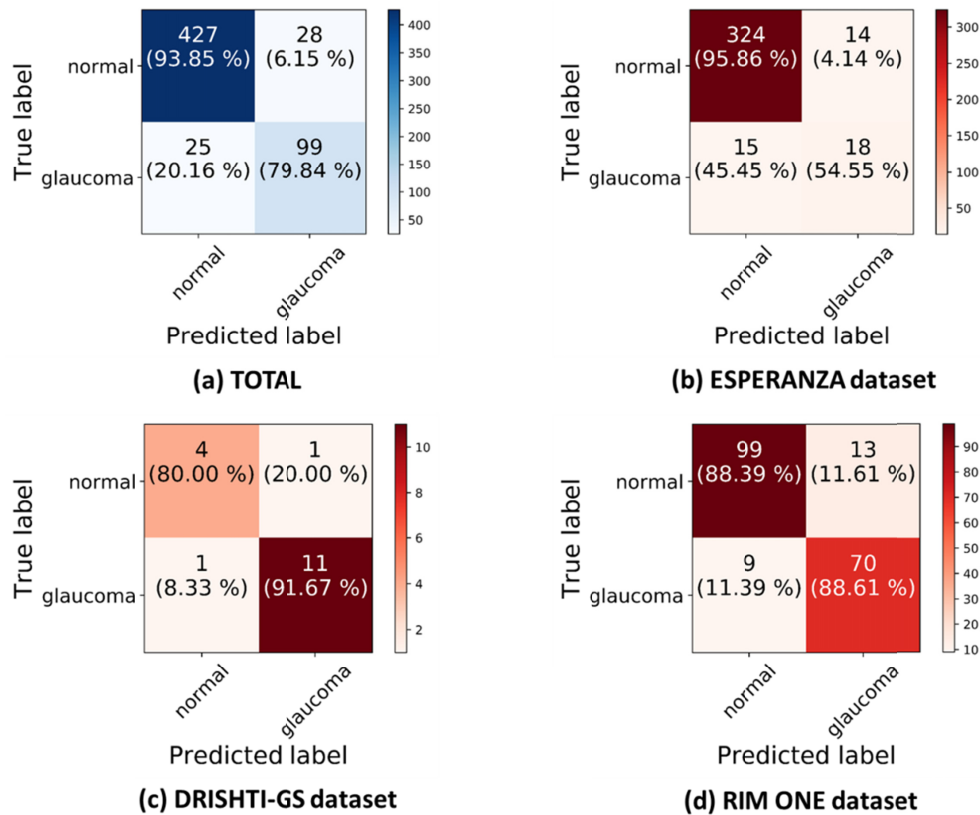 427
(93.85 %)
28
(6.15 %)
25
(20.16 %)
99
(79.84 %)
True label
normal
glaucoma
normal
glaucoma
Predicted label
400
350
300
250
200
150
100
50
(a) TOTAL
324
(95.86 %)
14
(4.14 %)
15
(45.45 %)
18
(54.55 %)
True label
normal
glaucoma
normal
glaucoma
Predicted label
300
250
200
150
100
50
(b) ESPERANZA dataset
4
(80.00 %)
1
(20.00 %)
1
(8.33 %)
11
(91.67 %)
True label
normal
glaucoma
normal
glaucoma
Predicted label
10
8
6
4
2
(c) DRISHTI-GS dataset
99
(88.39 %)
13
(11.61 %)
9
(11.39 %)
70
(88.61 %)
True label
normal
glaucoma
normal
glaucoma
Predicted label
90
80
70
60
50
40
30
20
10
(d) RIM ONE dataset